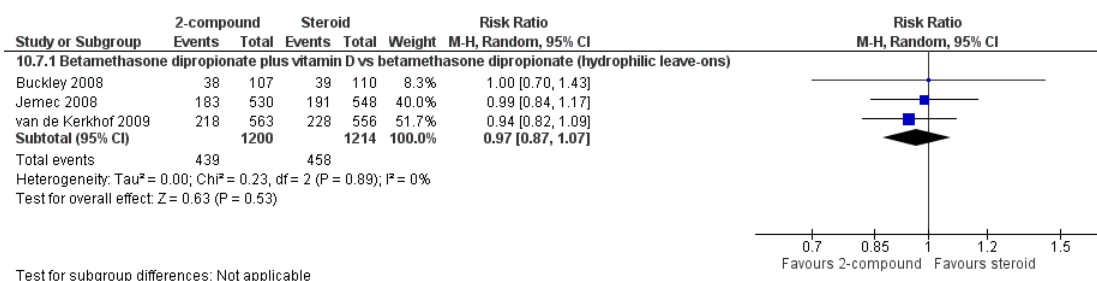 2-compound Steroid Risk Ratio Risk Ratio
Study or Subgroup Events Total Events Total Weight M-H, Random, 95% CI M-H, Random, 95% CI
10.7.1 Betamethasone dipropionate plus vitamin D vs betamethasone dipropionate (hydrophilic leave-ons)
Buckley 2008 38 107 39 110 8.3% 1.00 [0.70, 1.43]
Jemec 2008 183 530 191 548 40.0% 0.99 [0.84, 1.17]
van de Kerkhof 2009 218 563 228 556 51.7% 0.94 [0.82, 1.09]
Subtotal (95% CI) 1200 1214 100.0% 0.97 [0.87, 1.07]
Total events 439 458
Heterogeneity: Tau² = 0.00; Chi² = 0.23, df = 2 (P = 0.89); I² = 0%
Test for overall effect: Z = 0.63 (P = 0.53)
0.7 0.85 1 1.2 1.5
Favours 2-compound Favours steroid
Test for subgroup differences: Not applicable